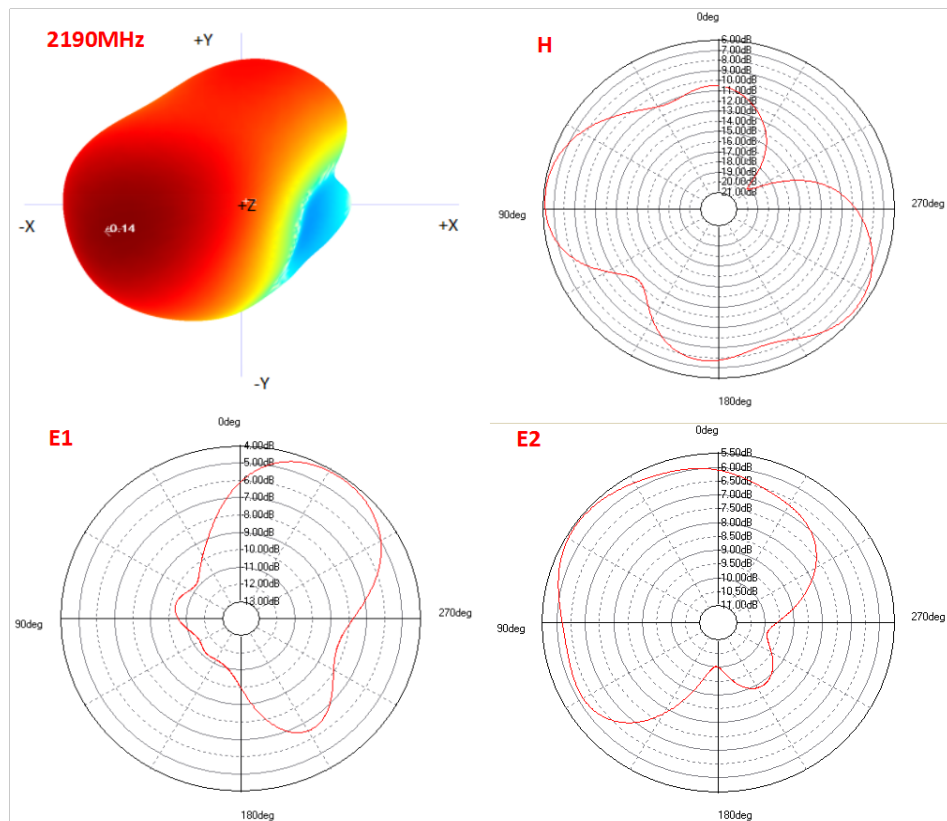 2190MHz
+Y
-X
-0.14
+Z
+X
-Y
H
0deg
-6.00dB
-7.00dB
-8.00dB
-9.00dB
-10.00dB
-11.00dB
-12.00dB
-13.00dB
-14.00dB
-15.00dB
-16.00dB
-17.00dB
-18.00dB
-19.00dB
-20.00dB
-21.00dB
90deg
270deg
180deg
E1
0deg
-4.00dB
-5.00dB
-6.00dB
-7.00dB
-8.00dB
-9.00dB
-10.00dB
-11.00dB
-12.00dB
-13.00dB
90deg
270deg
180deg
E2
0deg
-5.50dB
-6.00dB
-6.50dB
-7.00dB
-7.50dB
-8.00dB
-8.50dB
-9.00dB
-9.50dB
-10.00dB
-10.50dB
-11.00dB
90deg
270deg
180deg